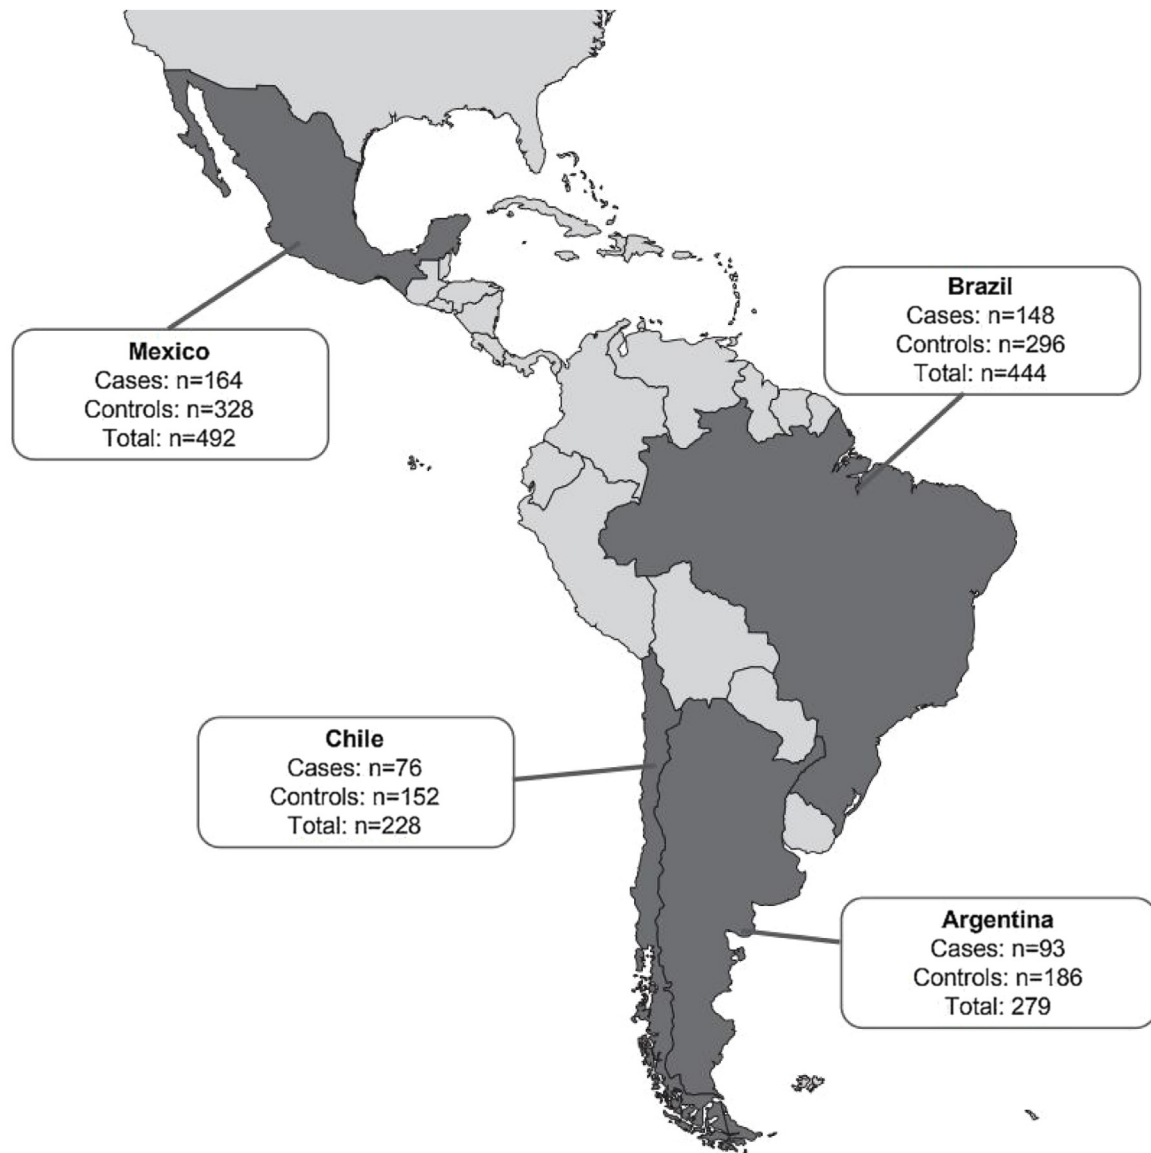 Brazil
Cases: n=148
Controls: n=296
Total: n=444
Mexico
Cases: n=164
Controls: n=328
Total: n=492
Chile
Cases: n=76
Controls: n=152
Total: n=228
Argentina
Cases: n=93
Controls: n=186
Total: 279